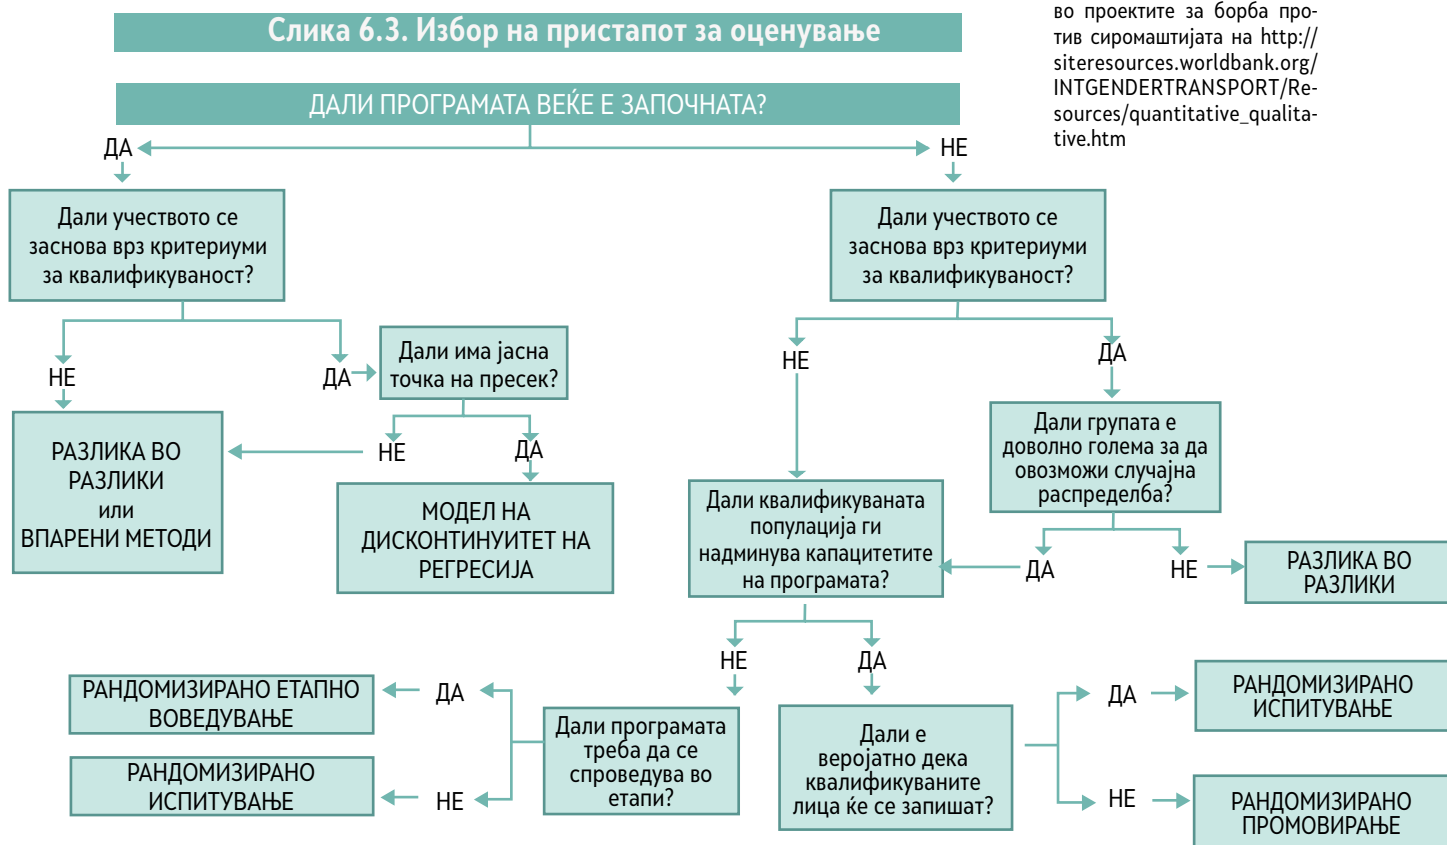 Слика 6.3. Избор на пристапот за оценување
во проектите за борба про-
тив сиромаштијата на http://
siteresources.worldbank.org/
INTGENDERTRANSPORT/Re-
sources/quantitative_qualita-
tive.htm
ДАЛИ ПРОГРАМАТА ВЕЌЕ Е ЗАПОЧНАТА?
ДА
НЕ
Дали учеството се
заснова врз критериуми
за квалификуваност?
Дали учеството се
заснова врз критериуми
за квалификуваност?
НЕ
ДА
Дали има јасна
точка на пресек?
НЕ
ДА
РАЗЛИКА ВО
РАЗЛИКИ
или
ВПАРЕНИ МЕТОДИ
НЕ
ДА
МОДЕЛ НА
ДИСКОНТИНУИТЕТ НА
РЕГРЕСИЈА
Дали групата е
доволно голема за да
овозможи случајна
распределба?
Дали квалификуваната
популација ги
надминува капацитетите
на програмата?
ДА
НЕ
РАЗЛИКА ВО
РАЗЛИКИ
НЕ
ДА
РАНДОМИЗИРАНО ЕТАПНО
ВОВЕДУВАЊЕ
ДА
РАНДОМИЗИРАНО
ИСПИТУВАЊЕ
НЕ
Дали програмата
треба да се
спроведува во
етапи?
Дали е
веројатно дека
квалификуваните
лица ќе се запишат?
ДА
РАНДОМИЗИРАНО
ИСПИТУВАЊЕ
НЕ
РАНДОМИЗИРАНО
ПРОМОВИРАЊЕ